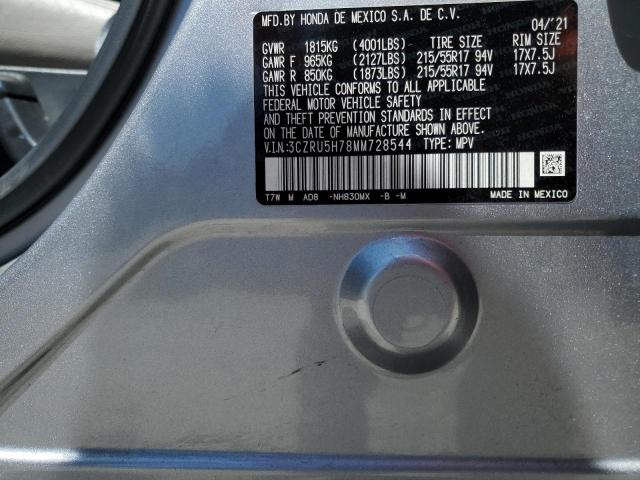 MFD.BY HONDA DE MEXICO S.A. DE C.V. 04/'21
GVWR 1815KG (4001LBS) TIRE SIZE RIM SIZE
GAWR F 965KG (2127LBS) 215/55R17 94V 17X7.5J
GAWR R 850KG (1873LBS) 215/55R17 94V 17X7.5J
THIS VEHICLE CONFORMS TO ALL APPLICABLE
FEDERAL MOTOR VEHICLE SAFETY
AND THEFT PREVENTION STANDARDS IN EFFECT
ON THE DATE OF MANUFACTURE SHOWN ABOVE.
V.I.N:3CZRU5H78MM728544 TYPE: MPV
T7W M AD8 -NH830MX -B -M MADE IN MEXICO